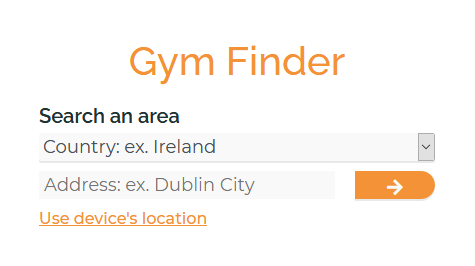 Gym Finder
Search an area
Country: ex. Ireland
Address: ex. Dublin City
Use device's location